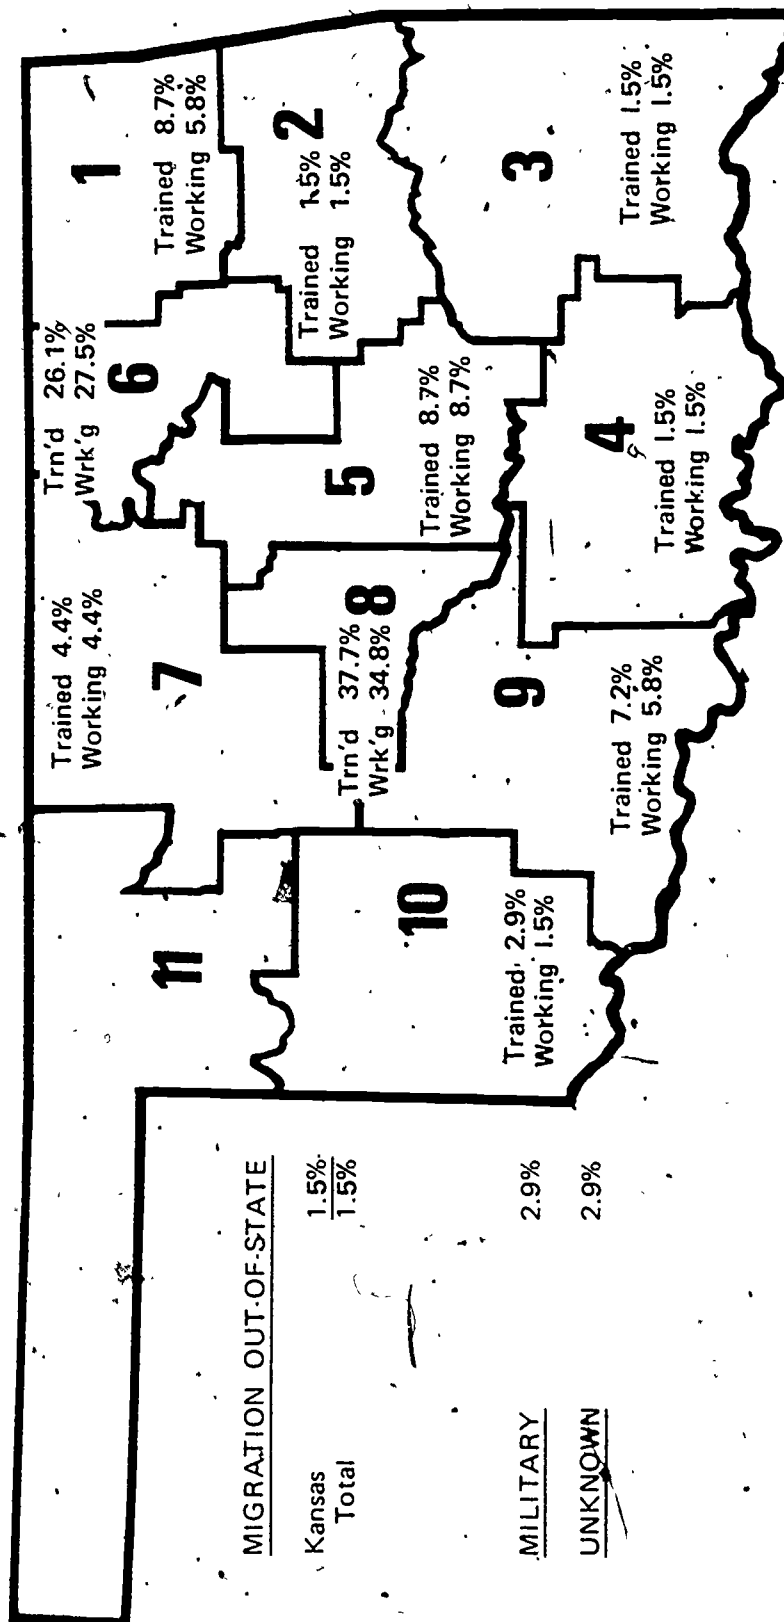 1
Trained 8.7%
Working 5.8%
2
Trained 1.5%
Working 1.5%
3
Trained 1.5%
Working 1.5%
4
Trained 1.5%
Working 1.5%
5
Trained 8.7%
Working 8.7%
Trn'd 26.1%
Wrk'g 27.5%
6
Trained 4.4%
Working 4.4%
7
8
Trn'd 37.7%
Wrk'g 34.8%
9
Trained 7.2%
Working 5.8%
10
Trained 2.9%
Working 1.5%
11
MIGRATION OUT-OF-STATE
Kansas 1.5%
Total 1.5%
MILITARY 2.9%
UNKNOWN 2.9%